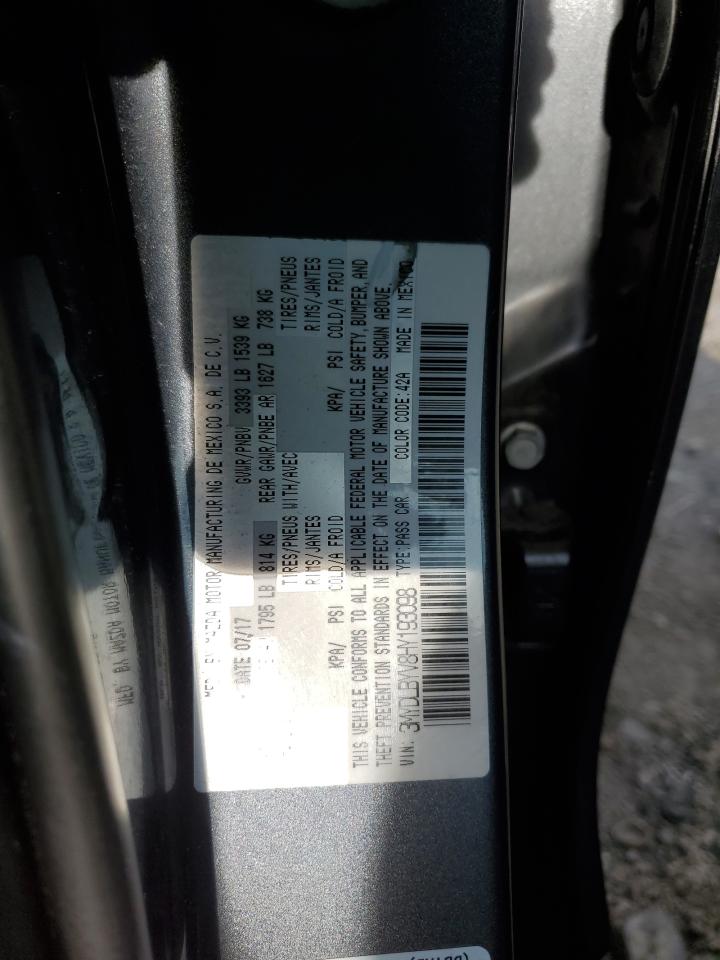 MFD. BY MAZDA MOTOR MANUFACTURING DE MEXICO S.A. DE C.V.
DATE 07/17 GVWR/PNBV 3393 LB 1539 KG
1795 LB 814 KG REAR GAWR/PNBE AR 1627 LB 738 KG
TIRES/PNEUS WITH/AVEC TIRES/PNEUS
RIMS/JANTES RIMS/JANTES
KPA/ PSI COLD/A FROID KPA/ PSI COLD/A FROID
THIS VEHICLE CONFORMS TO ALL APPLICABLE FEDERAL MOTOR VEHICLE SAFETY, BUMPER, AND
THEFT PREVENTION STANDARDS IN EFFECT ON THE DATE OF MANUFACTURE SHOWN ABOVE.
VIN: 3MYDLBYV8HY193098 TYPE:PASS CAR COLOR CODE:42A MADE IN MEXICO